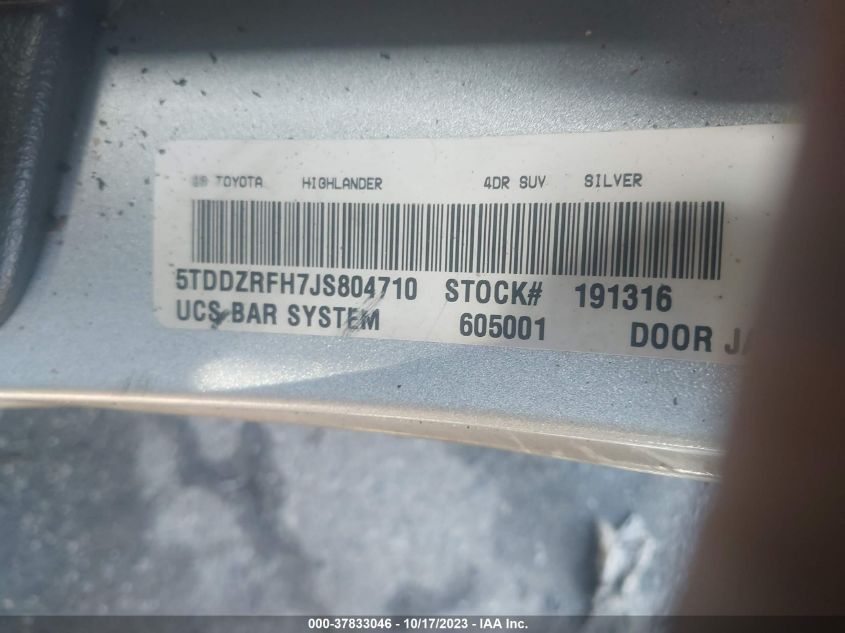 TOYOTA HIGHLANDER 4DR SUV SILVER
5TDDZRFH7JS804710 STOCK# 191316
UCS BAR SYSTEM 605001 DOOR
000-37833046 - 10/17/2023 - IAA Inc.